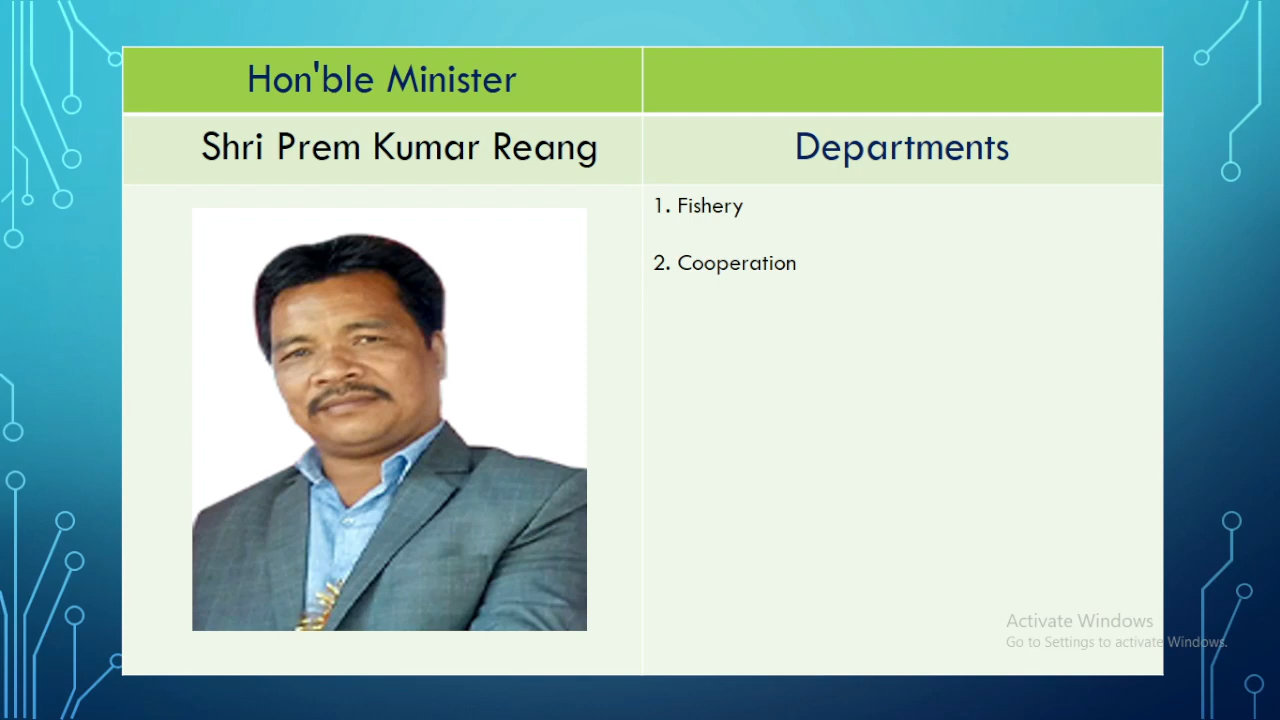 Hon'ble Minister
Shri Prem Kumar Reang
Departments
1. Fishery
2. Cooperation
Activate Windows
Go to Settings to activate Windows.